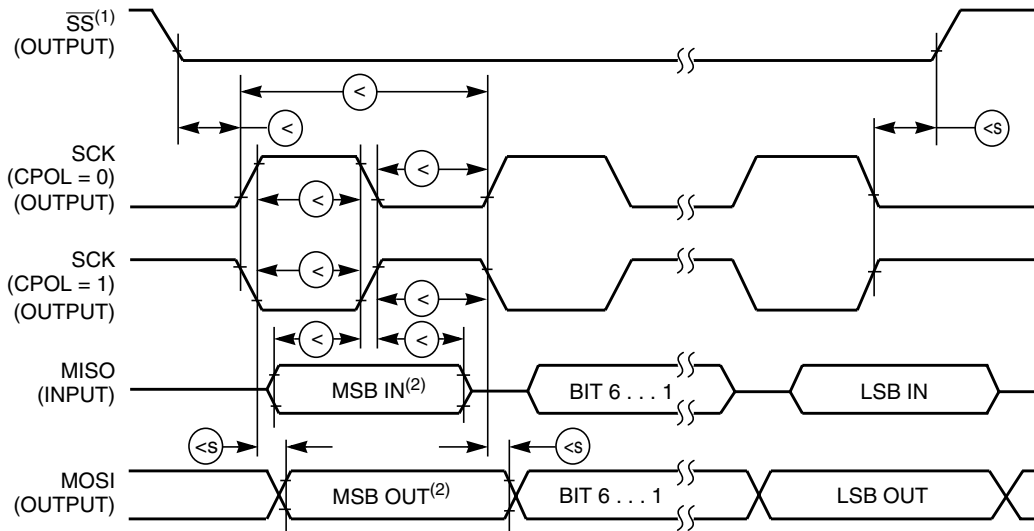 SS(1)
(OUTPUT)
<
<
<s
SCK
(CPOL = 0)
(OUTPUT)
<
<
SCK
(CPOL = 1)
(OUTPUT)
<
<
<
<
MISO
(INPUT)
MSB IN(2)
BIT 6 . . . 1
LSB IN
<s
<s
MOSI
(OUTPUT)
MSB OUT(2)
BIT 6 . . . 1
LSB OUT